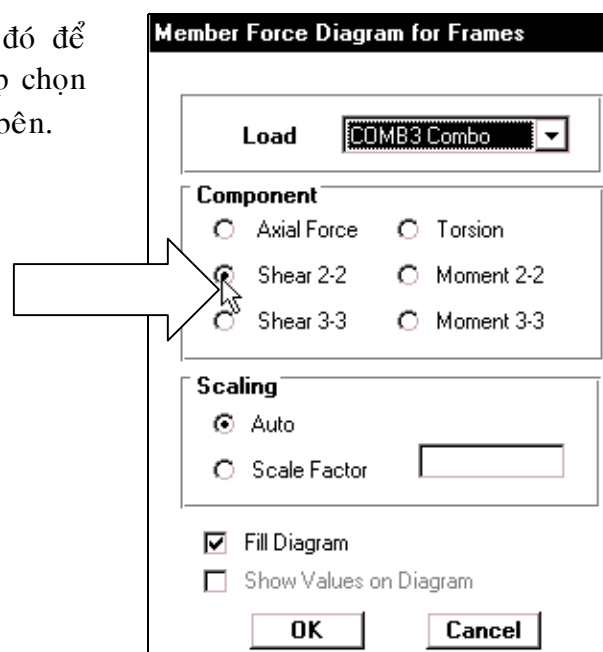 đó để
chọn
bên.
Member Force Diagram for Frames
Load COMB3 Combo
Component
Axial Force Torsion
Shear 2-2 Moment 2-2
Shear 3-3 Moment 3-3
Scaling
Auto
Scale Factor
Fill Diagram
Show Values on Diagram
OK Cancel